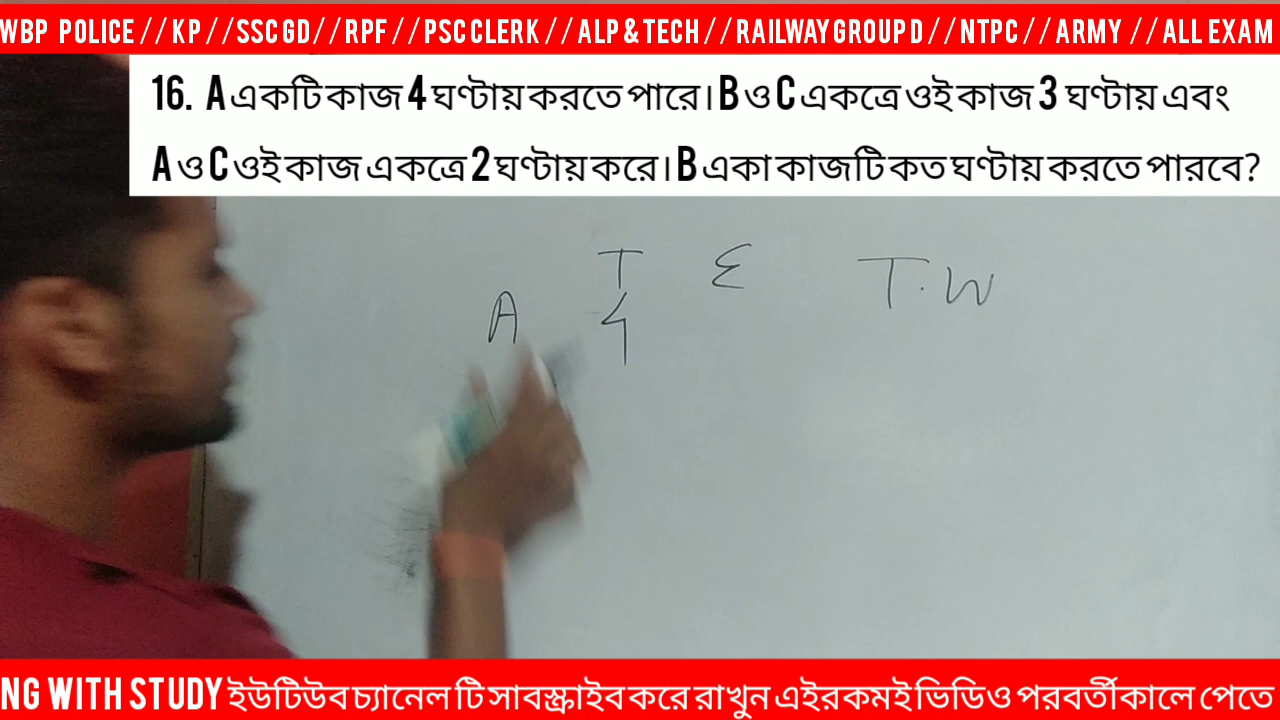 WBP POLICE // KP // SSC GD // RPF // PSC CLERK // ALP & TECH // RAILWAY GROUP D // NTPC // ARMY // ALL EXAM
16. A একটি কাজ 4 ঘণ্টায় করতে পারে। B ও C একত্রে ওই কাজ 3 ঘণ্টায় এবং
A ও C ওই কাজ একত্রে 2 ঘণ্টায় করে। B একা কাজটি কত ঘণ্টায় করতে পারবে?
T E T.W
A 4
NG WITH STUDY ইউটিউব চ্যানেল টি সাবস্ক্রাইব করে রাখুন এইরকমই ভিডিও পরবর্তীকালে পেতে